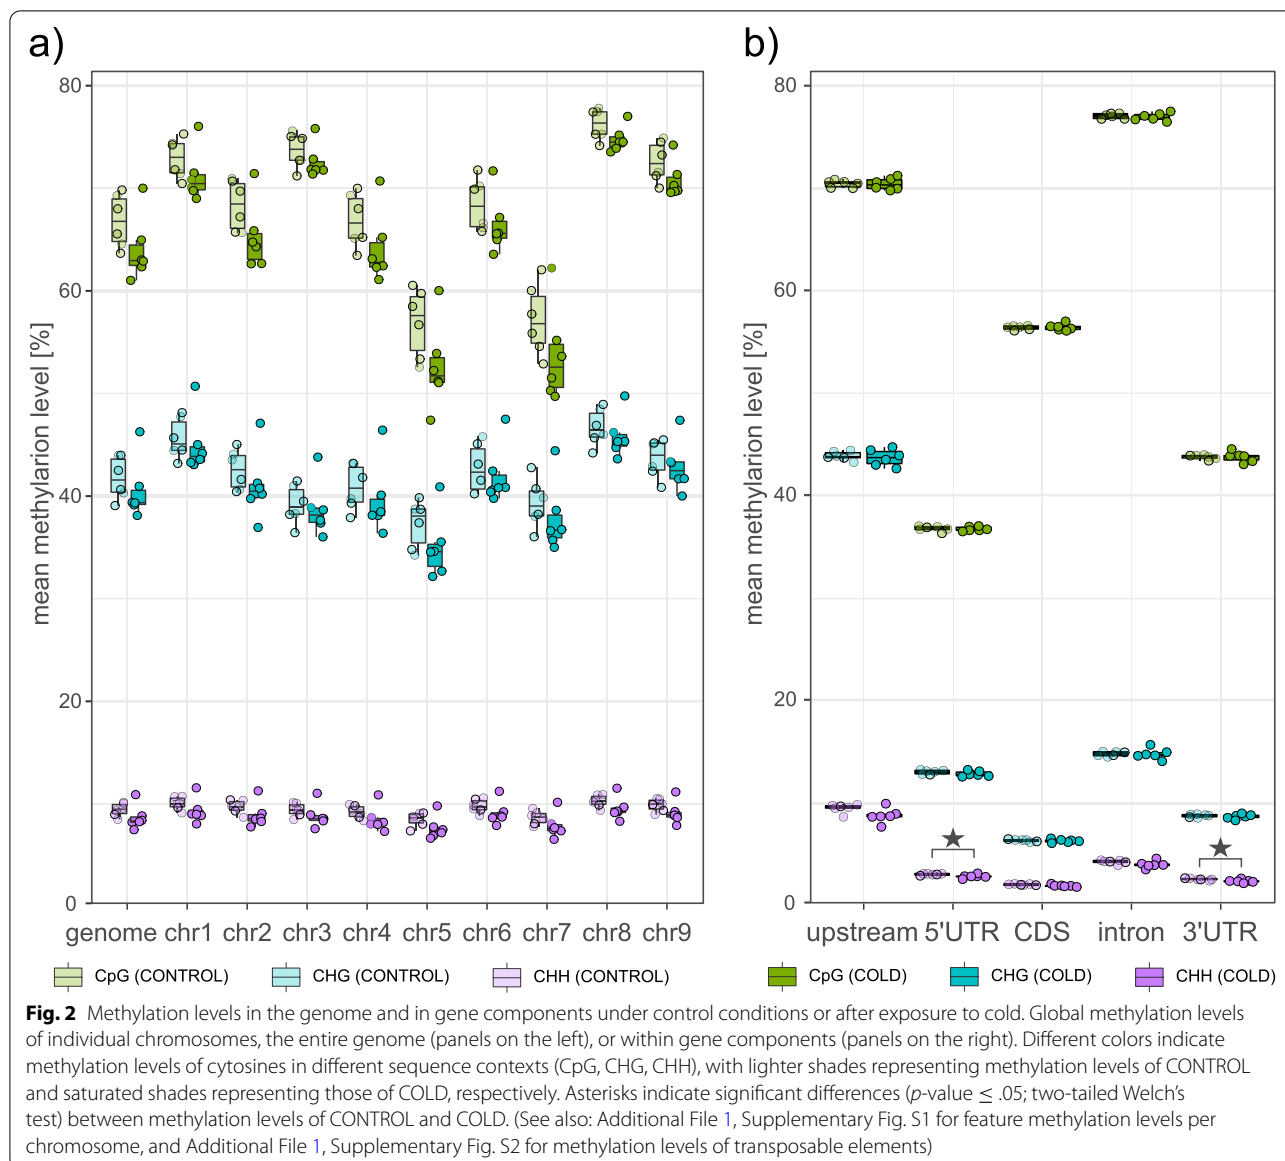 a)
b)
mean methylarion level [%]
80
60
40
20
0
genome chr1 chr2 chr3 chr4 chr5 chr6 chr7 chr8 chr9
mean methylarion level [%]
80
60
40
20
0
upstream 5'UTR CDS intron 3'UTR
CpG (CONTROL) CHG (CONTROL) CHH (CONTROL) CpG (COLD) CHG (COLD) CHH (COLD)
Fig. 2 Methylation levels in the genome and in gene components under control conditions or after exposure to cold. Global methylation levels
of individual chromosomes, the entire genome (panels on the left), or within gene components (panels on the right). Different colors indicate
methylation levels of cytosines in different sequence contexts (CpG, CHG, CHH), with lighter shades representing methylation levels of CONTROL
and saturated shades representing those of COLD, respectively. Asterisks indicate significant differences (p-value ≤ .05; two-tailed Welch's
test) between methylation levels of CONTROL and COLD. (See also: Additional File 1, Supplementary Fig. S1 for feature methylation levels per
chromosome, and Additional File 1, Supplementary Fig. S2 for methylation levels of transposable elements)